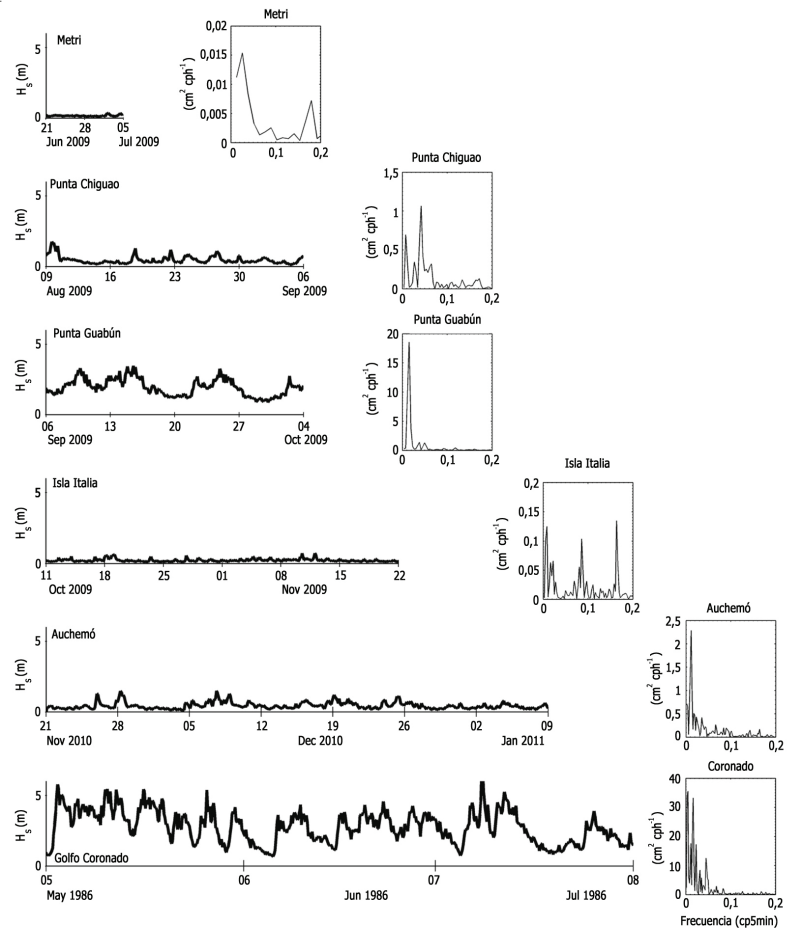 Metri
5
0
H s (m)
21 28 05
Jun 2009 Jul 2009
Metri
0,02
0,015
0,01
0,005
0
(cm² cph⁻¹)
0 0,1 0,2
Punta Chiguao
5
0
H s (m)
09 16 23 30 06
Aug 2009 Sep 2009
Punta Chiguao
1,5
1
0,5
0
(cm² cph⁻¹)
0 0,1 0,2
Punta Guabún
5
0
H s (m)
06 13 20 27 04
Sep 2009 Oct 2009
Punta Guabún
20
15
10
5
0
(cm² cph⁻¹)
0 0,1 0,2
Isla Italia
5
0
H s (m)
11 18 25 01 08 15 22
Oct 2009 Nov 2009
Isla Italia
0,2
0,15
0,1
0,05
0
(cm² cph⁻¹)
0 0,1 0,2
Auchemó
5
0
H s (m)
21 28 05 12 19 26 02 09
Nov 2010 Dec 2010 Jan 2011
Auchemó
2,5
2
1,5
1
0,5
0
(cm² cph⁻¹)
0 0,1 0,2
Golfo Coronado
5
0
H s (m)
05 06 07 08
May 1986 Jun 1986 Jul 1986
Coronado
40
30
20
10
0
(cm² cph⁻¹)
0 0,1 0,2
Frecuencia (cp5min)